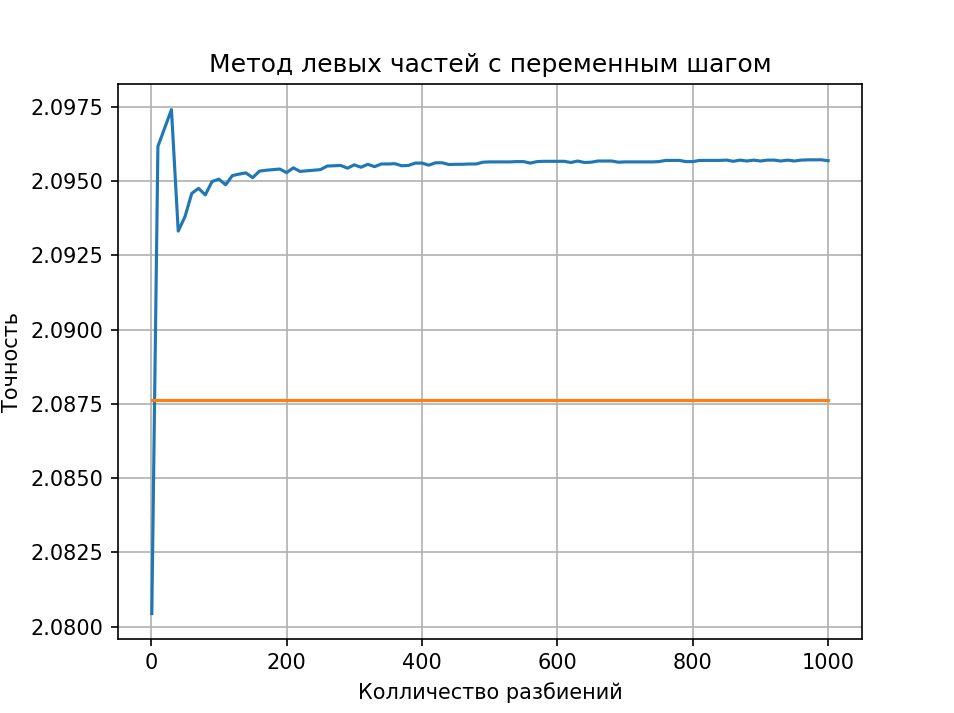 Метод левых частей с переменным шагом
2.0975
2.0950
2.0925
2.0900
2.0875
2.0850
2.0825
2.0800
Точность
0 200 400 600 800 1000
Колличество разбиений